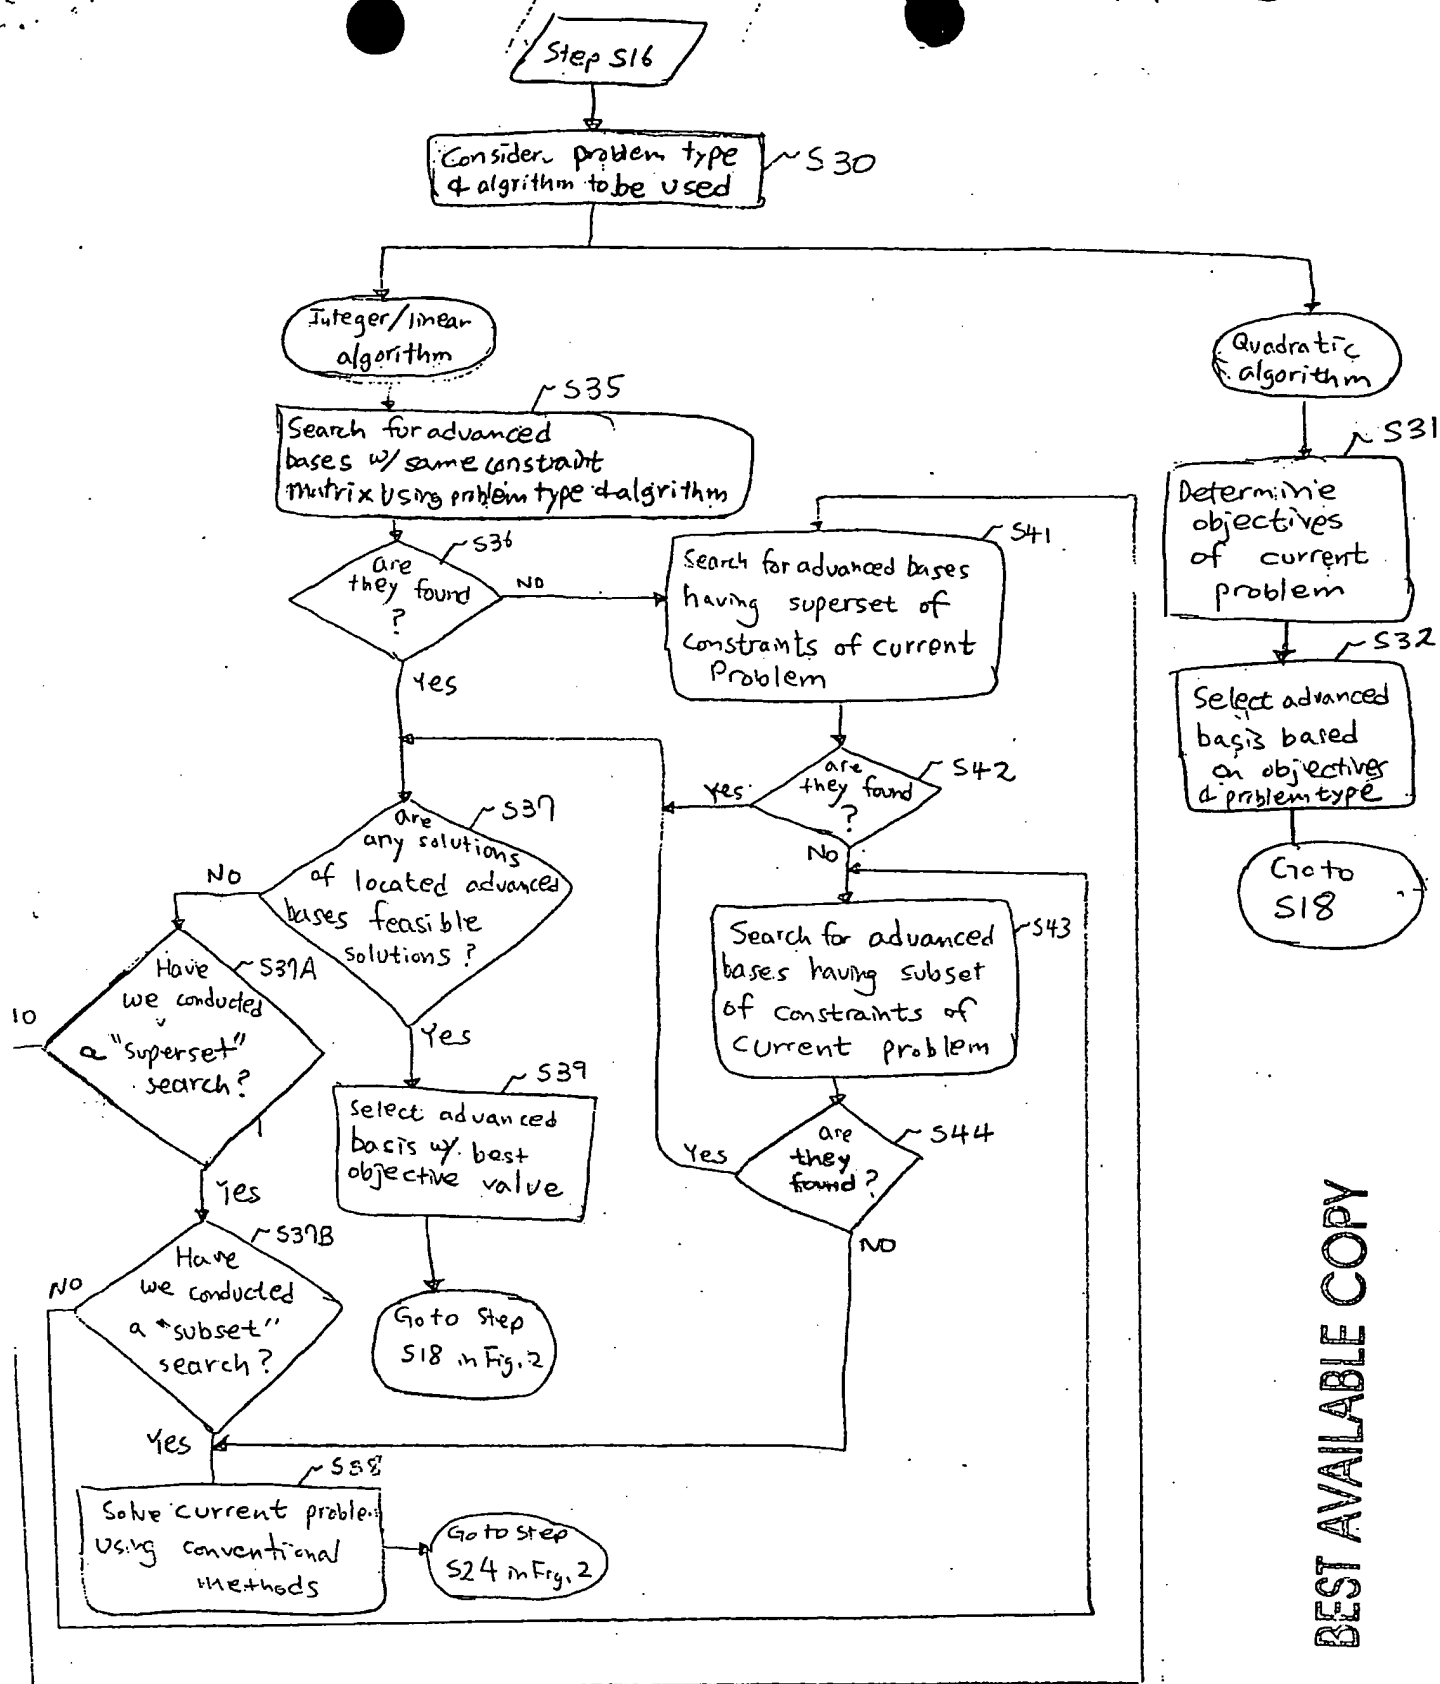 Step S16
Consider problem type
& algrithm to be used
S30
Integer/linear
algorithm
Quadratic
algorithm
S35
Search for advanced
bases w/ same constraint
matrix using problem type & algrithm
S31
Determine
objectives
of current
problem
S36
are
they found
?
NO
Yes
S41
Search for advanced bases
having superset of
constraints of current
Problem
S32
Select advanced
basis based
on objectives
& problem type
Go to
S18
S42
are
they found
?
Yes
No
S37
are
any solutions
of located advanced
bases feasible
solutions?
NO
Yes
S43
Search for advanced
bases having subset
of constraints of
current problem
S37A
Have
we conducted
a "superset"
search?
Yes
S39
Select advanced
basis w/ best
objective value
S44
are
they
found?
Yes
NO
S37B
Have
we conducted
a "subset"
search?
NO
Yes
Go to Step
S18 in Fig. 2
S38
Solve current problem
using conventional
methods
Go to step
S24 in Fig. 2
BEST AVAILABLE COPY